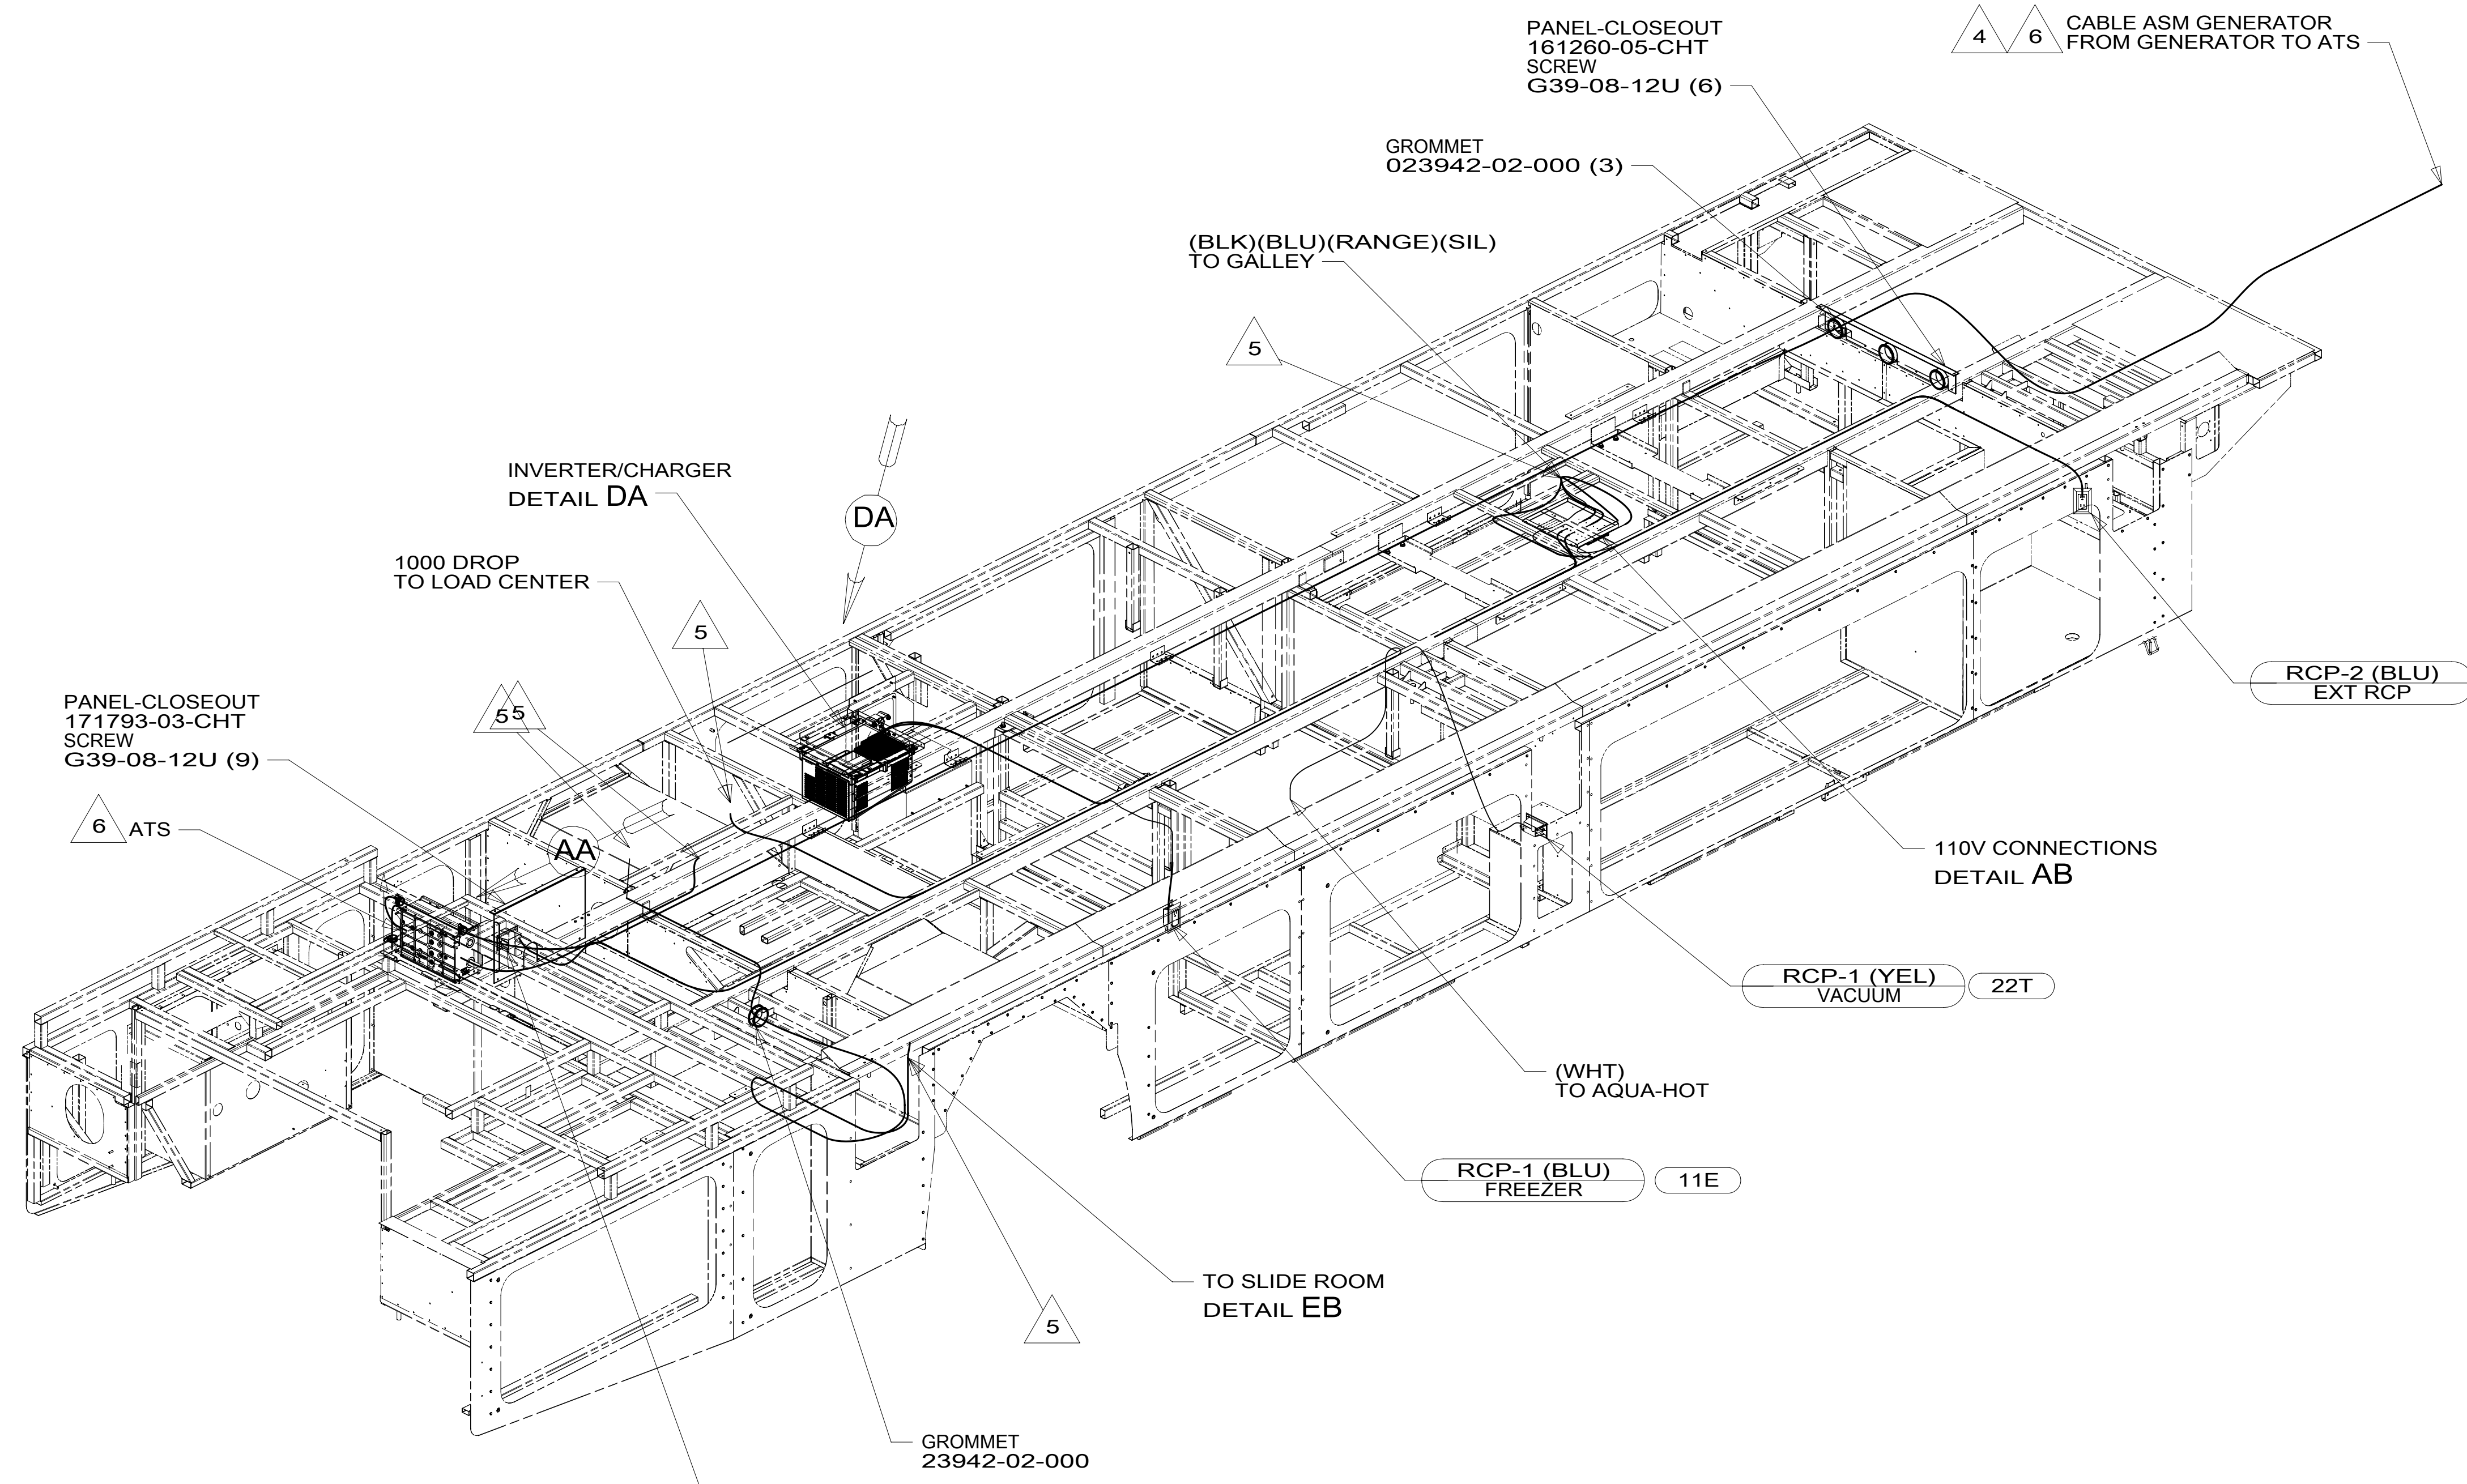 PANEL-CLOSEOUT
161260-05-CHT
SCREW
G39-08-12U (6)
4
6
CABLE ASM GENERATOR
FROM GENERATOR TO ATS
GROMMET
023942-02-000 (3)
(BLK)(BLU)(RANGE)(SIL)
TO GALLEY
5
INVERTER/CHARGER
DETAIL DA
DA
1000 DROP
TO LOAD CENTER
5
PANEL-CLOSEOUT
171793-03-CHT
SCREW
G39-08-12U (9)
5
5
6
ATS
AA
RCP-2 (BLU)
EXT RCP
110V CONNECTIONS
DETAIL AB
RCP-1 (YEL)
VACUUM
22T
(WHT)
TO AQUA-HOT
RCP-1 (BLU)
FREEZER
11E
TO SLIDE ROOM
DETAIL EB
5
GROMMET
23942-02-000